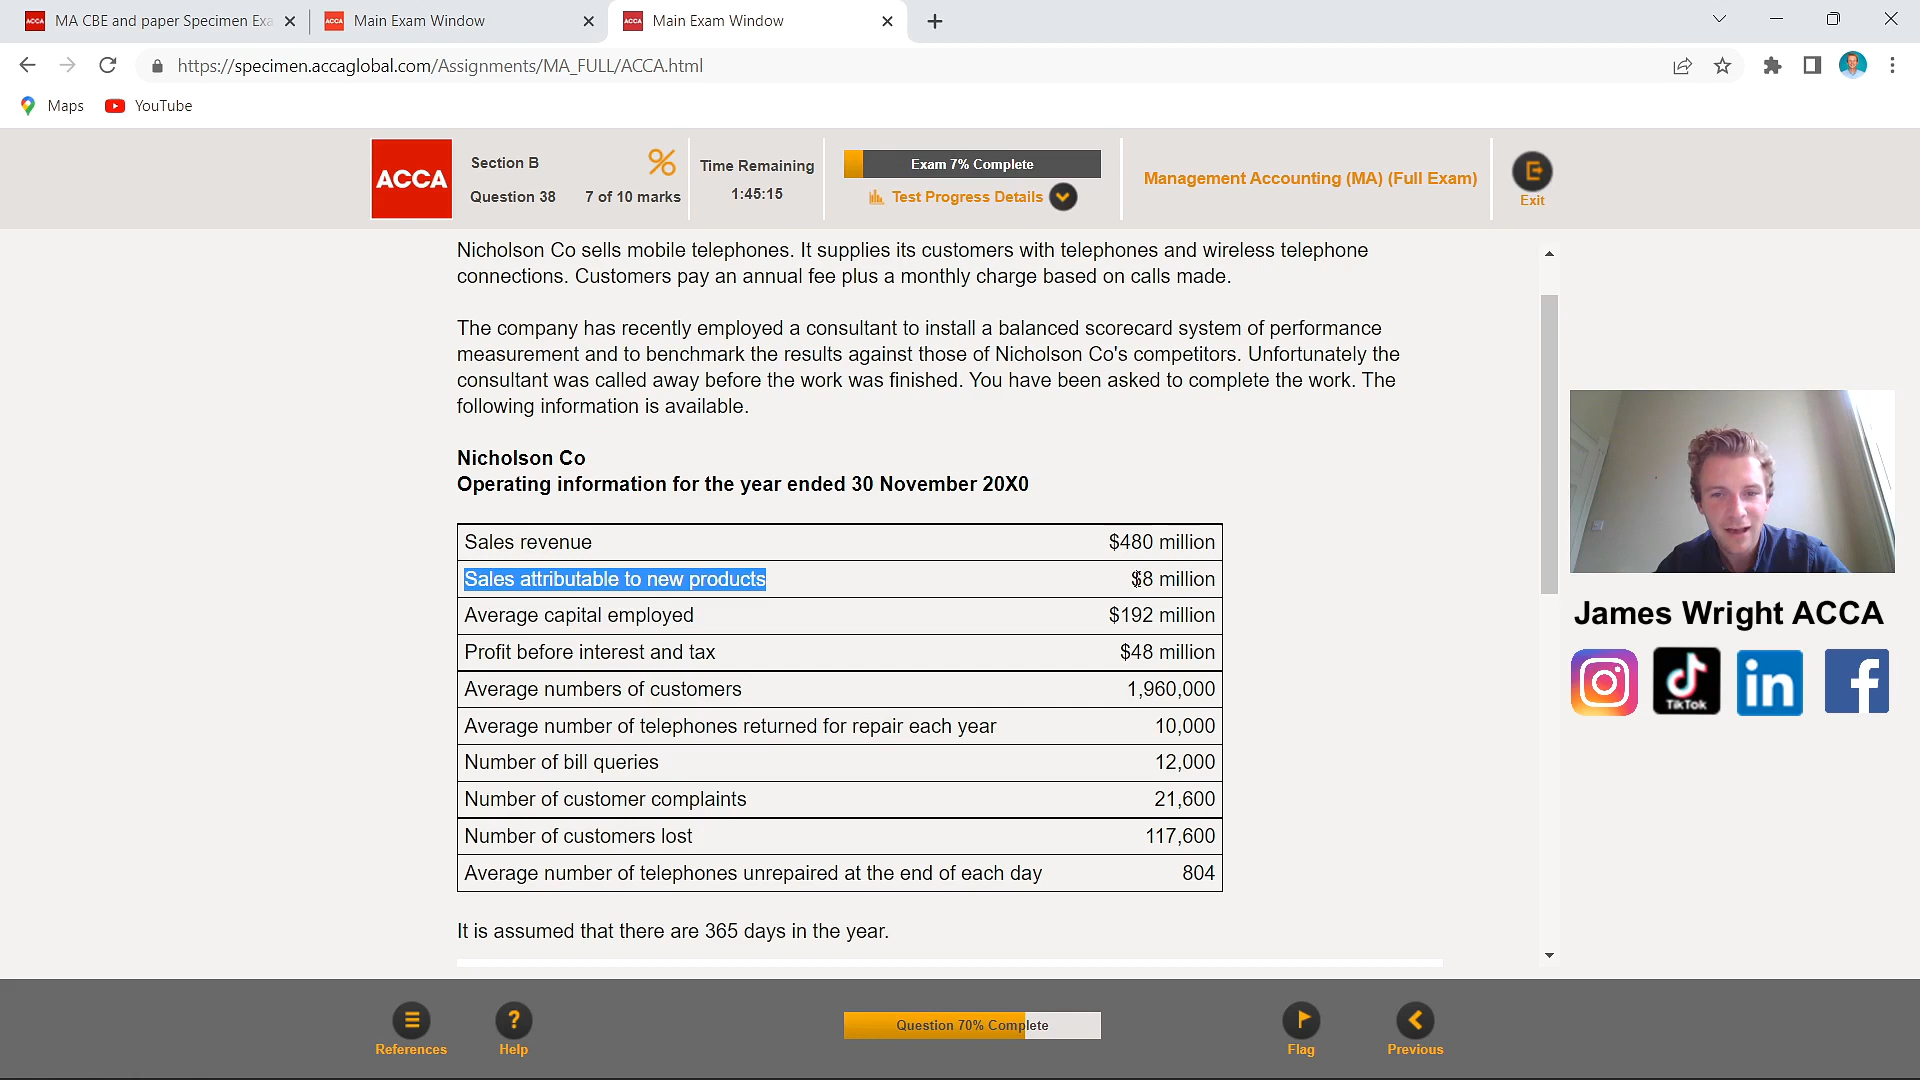 MA CBE and paper Specimen Exa
Main Exam Window
Main Exam Window
https://specimen.accaglobal.com/Assignments/MA_FULL/ACCA.html
Maps
YouTube
ACCA
Section B
Question 38
7 of 10 marks
Time Remaining
1:45:15
Exam 7% Complete
Test Progress Details
Management Accounting (MA) (Full Exam)
Exit
Nicholson Co sells mobile telephones. It supplies its customers with telephones and wireless telephone
connections. Customers pay an annual fee plus a monthly charge based on calls made.
The company has recently employed a consultant to install a balanced scorecard system of performance
measurement and to benchmark the results against those of Nicholson Co's competitors. Unfortunately the
consultant was called away before the work was finished. You have been asked to complete the work. The
following information is available.
Nicholson Co
Operating information for the year ended 30 November 20X0
Sales revenue $480 million
Sales attributable to new products $8 million
Average capital employed $192 million
Profit before interest and tax $48 million
Average numbers of customers 1,960,000
Average number of telephones returned for repair each year 10,000
Number of bill queries 12,000
Number of customer complaints 21,600
Number of customers lost 117,600
Average number of telephones unrepaired at the end of each day 804
It is assumed that there are 365 days in the year.
James Wright ACCA
TikTok
in
f
References
Help
Question 70% Complete
Flag
Previous